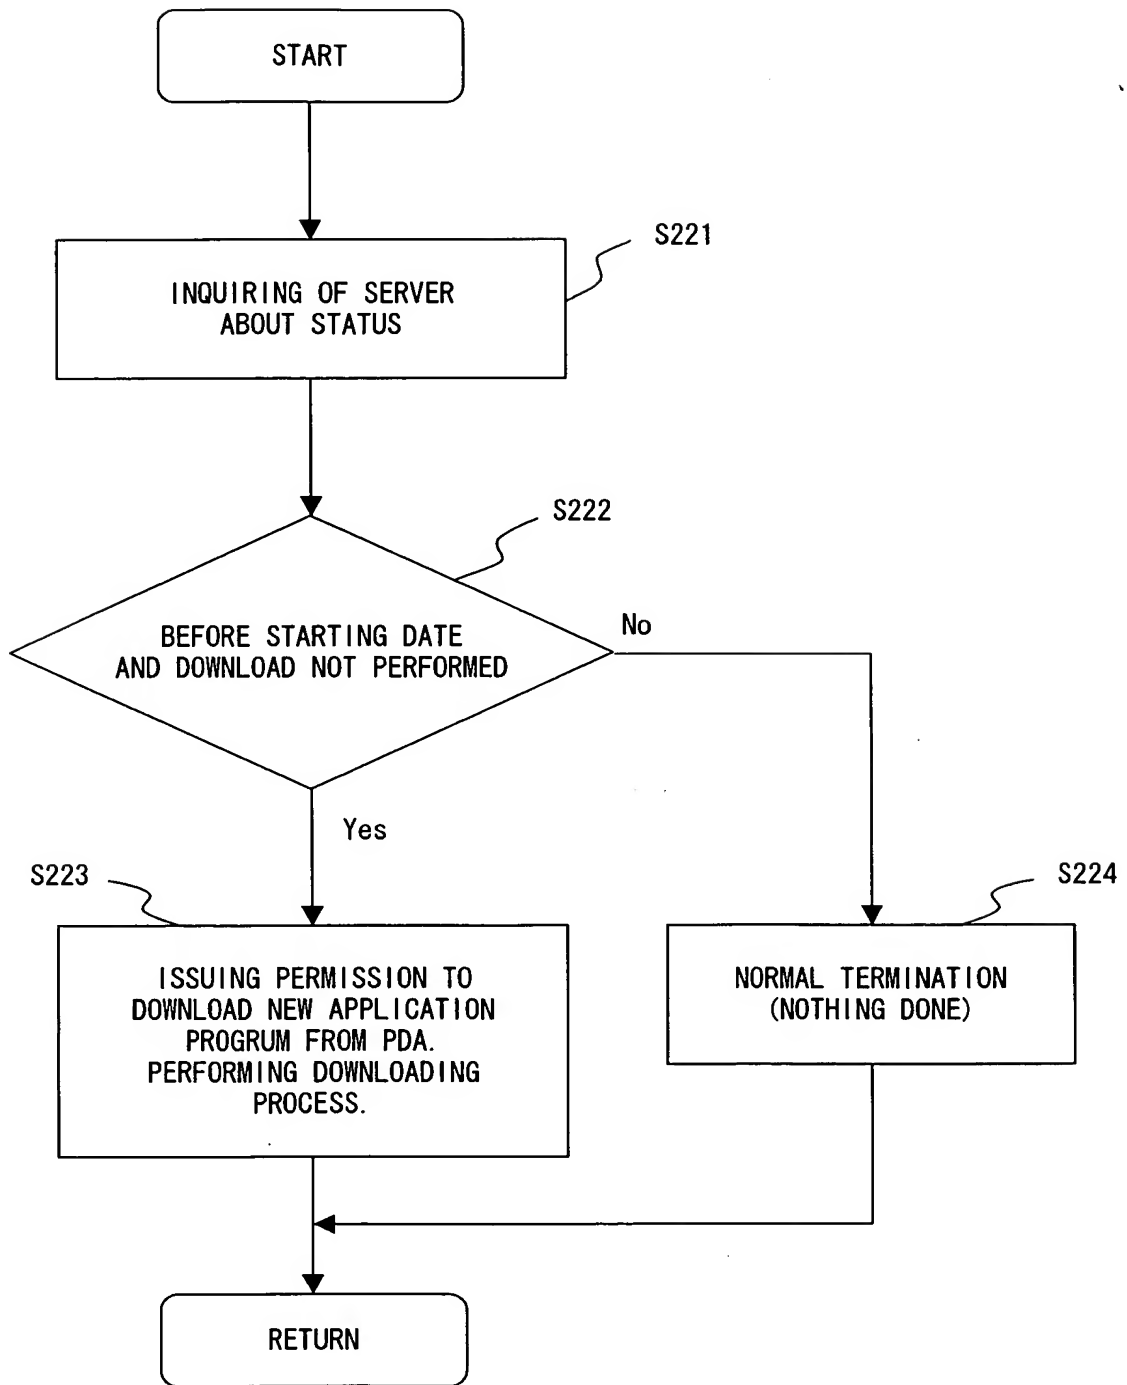 START
S221
INQUIRING OF SERVER
ABOUT STATUS
S222
BEFORE STARTING DATE
AND DOWNLOAD NOT PERFORMED
No
Yes
S223
ISSUING PERMISSION TO
DOWNLOAD NEW APPLICATION
PROGRUM FROM PDA.
PERFORMING DOWNLOADING
PROCESS.
S224
NORMAL TERMINATION
(NOTHING DONE)
RETURN